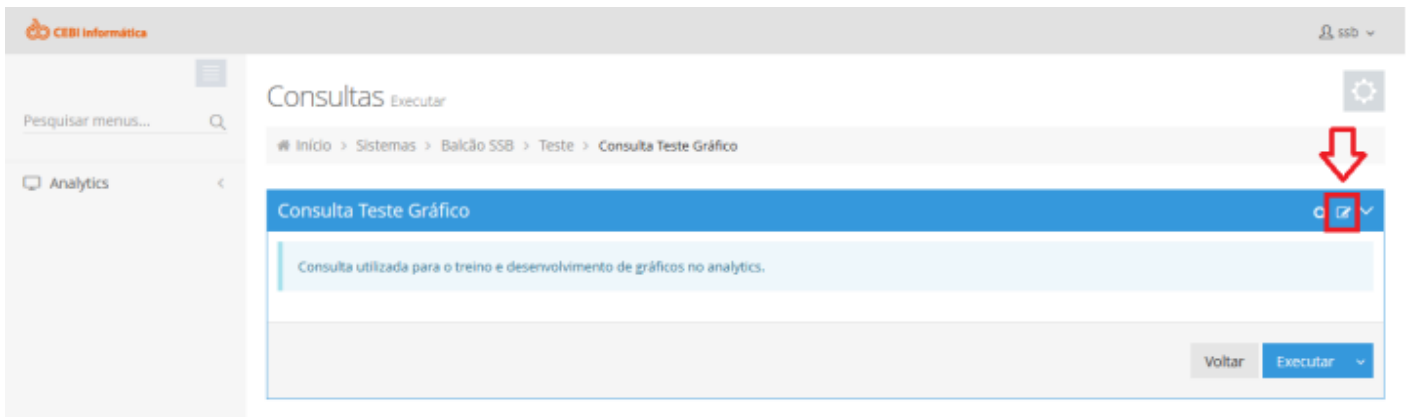 CEBI informática
ssb
Consultas Executar
Pesquisar menus...
Início > Sistemas > Balcão SSB > Teste > Consulta Teste Gráfico
Analytics
Consulta Teste Gráfico
Consulta utilizada para o treino e desenvolvimento de gráficos no analytics.
Voltar Executar